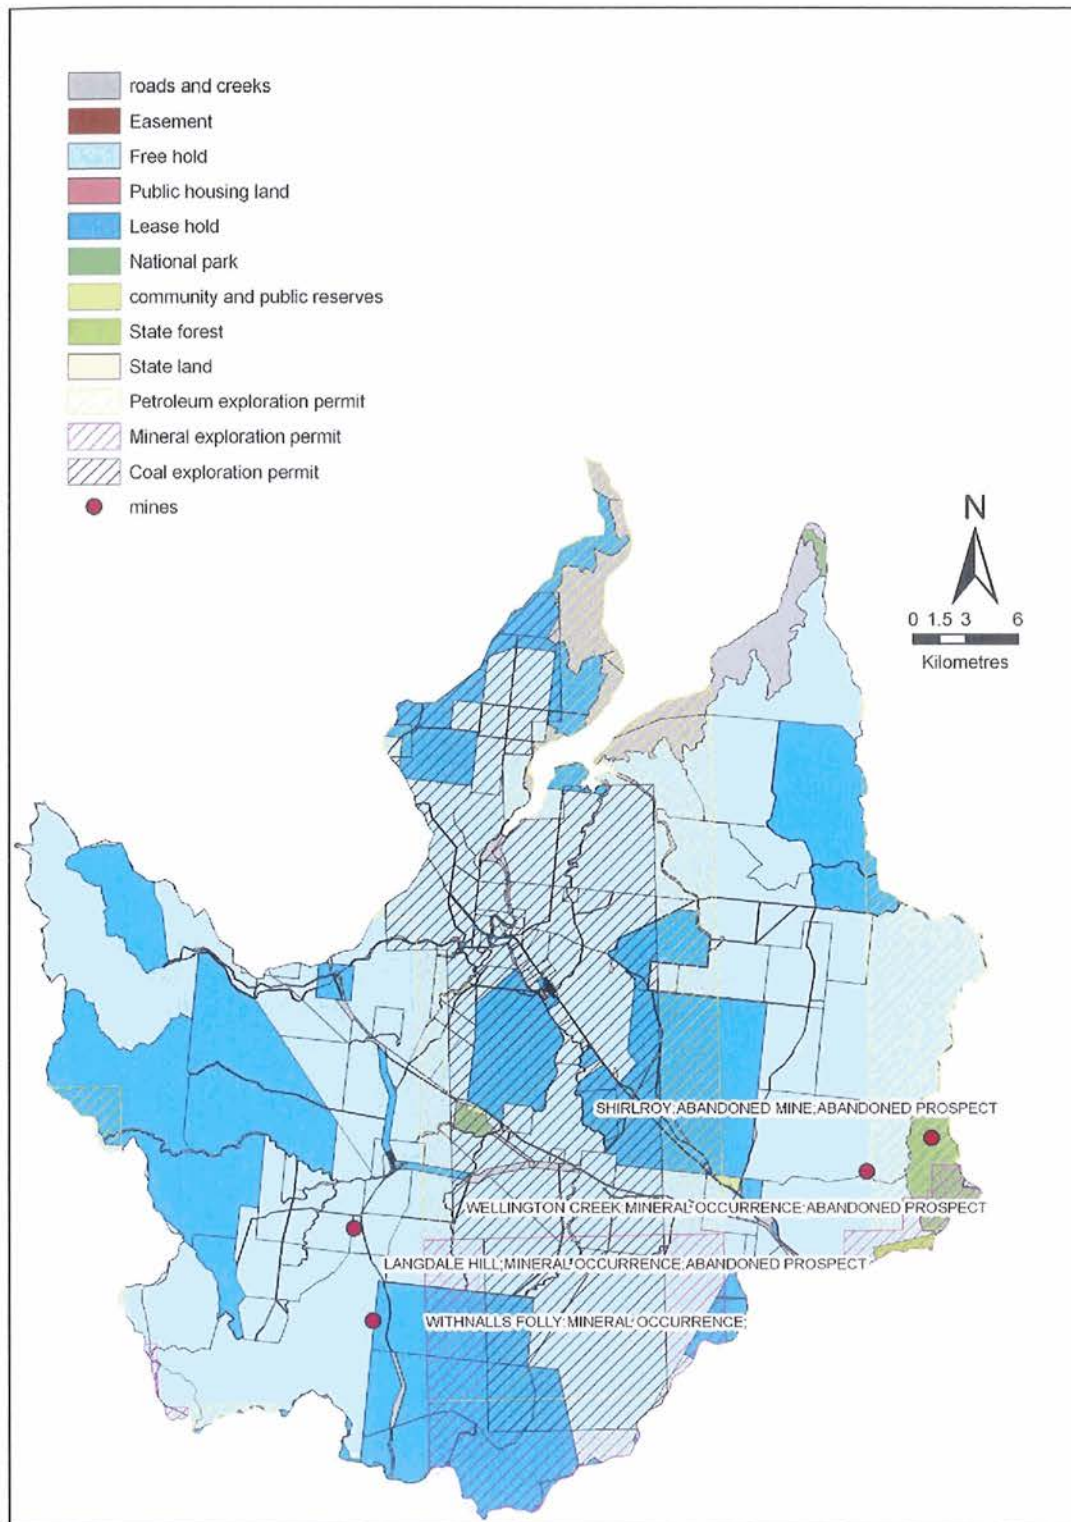 roads and creeks
Easement
Free hold
Public housing land
Lease hold
National park
community and public reserves
State forest
State land
Petroleum exploration permit
Mineral exploration permit
Coal exploration permit
mines
N
0 1.5 3 6
Kilometres
SHIRLROY;ABANDONED MINE;ABANDONED PROSPECT
WELLINGTON CREEK;MINERAL OCCURRENCE;ABANDONED PROSPECT
LANGDALE HILL;MINERAL OCCURRENCE;ABANDONED PROSPECT
WITHNALLS FOLLY;MINERAL OCCURRENCE;